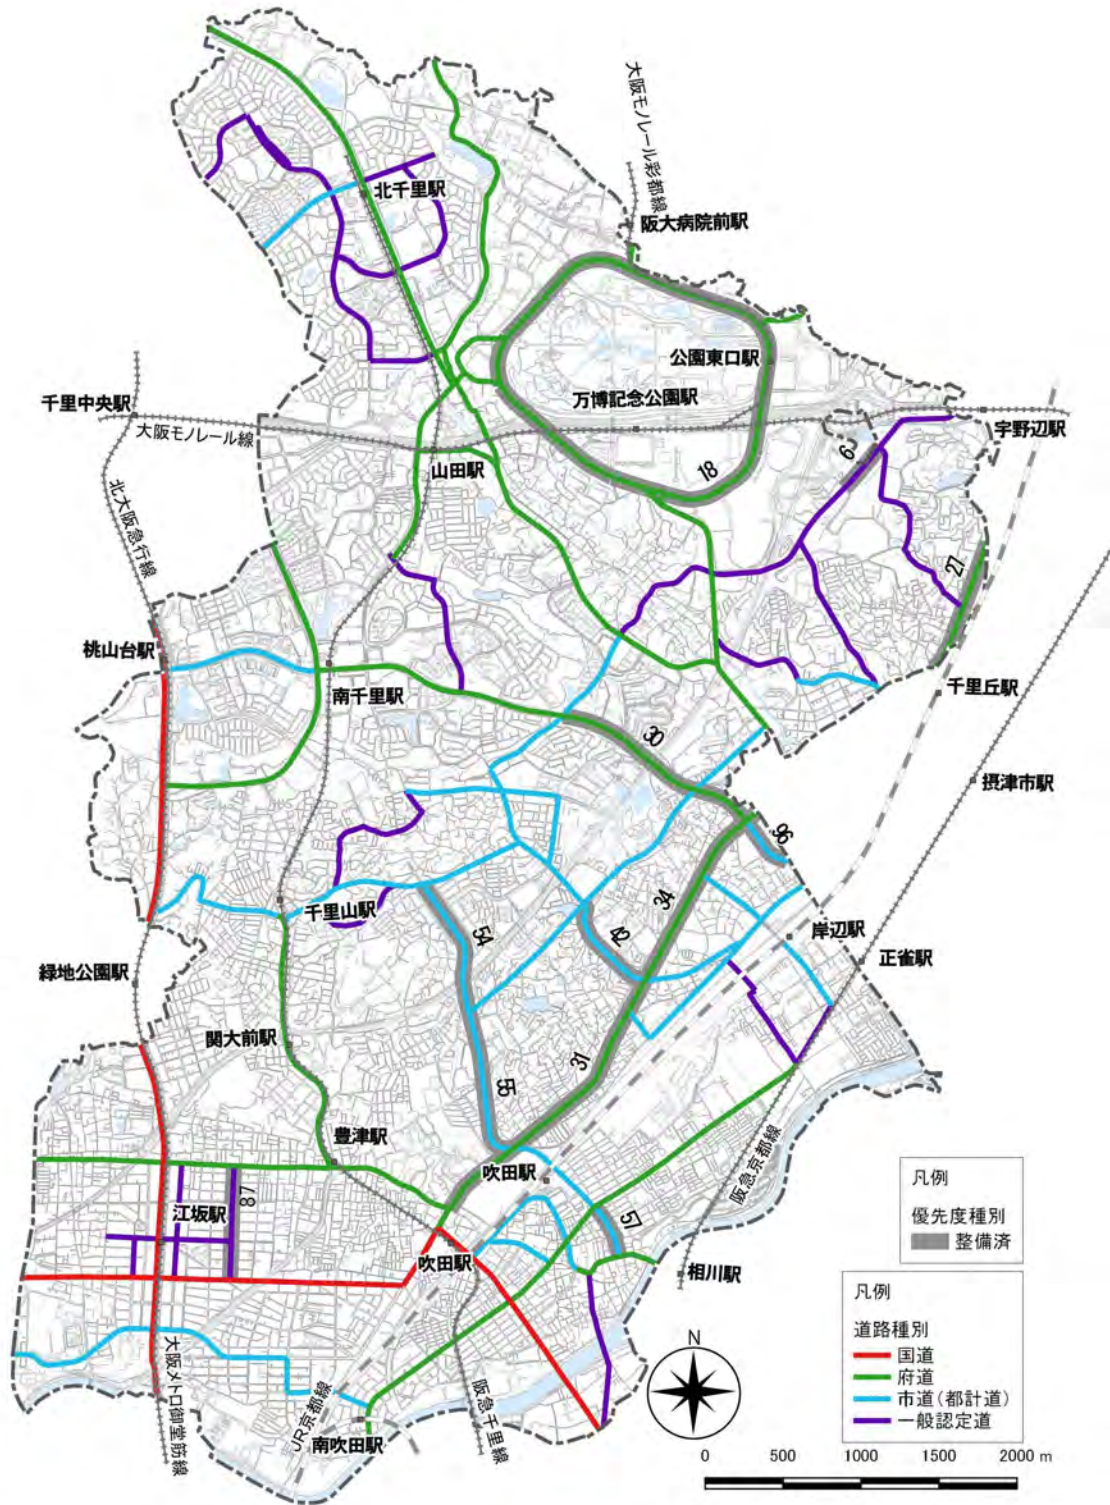 大阪モノレール彩都線
北千里駅
阪大病院前駅
公園東口駅
千里中央駅
万博記念公園駅
大阪モノレール線
宇野辺駅
山田駅
18
63
北大阪急行線
27
桃山台駅
南千里駅
千里丘駅
30
摂津市駅
96
34
千里山駅
54
42
岸辺駅
正雀駅
緑地公園駅
関大前駅
31
55
豊津駅
吹田駅
阪急京都線
87
江坂駅
57
吹田駅
相川駅
大阪メトロ御堂筋線
JR京都線
阪急千里線
南吹田駅
凡例
優先度種別
整備済
凡例
道路種別
国道
府道
市道(都計道)
一般認定道
N
0 500 1000 1500 2000 m